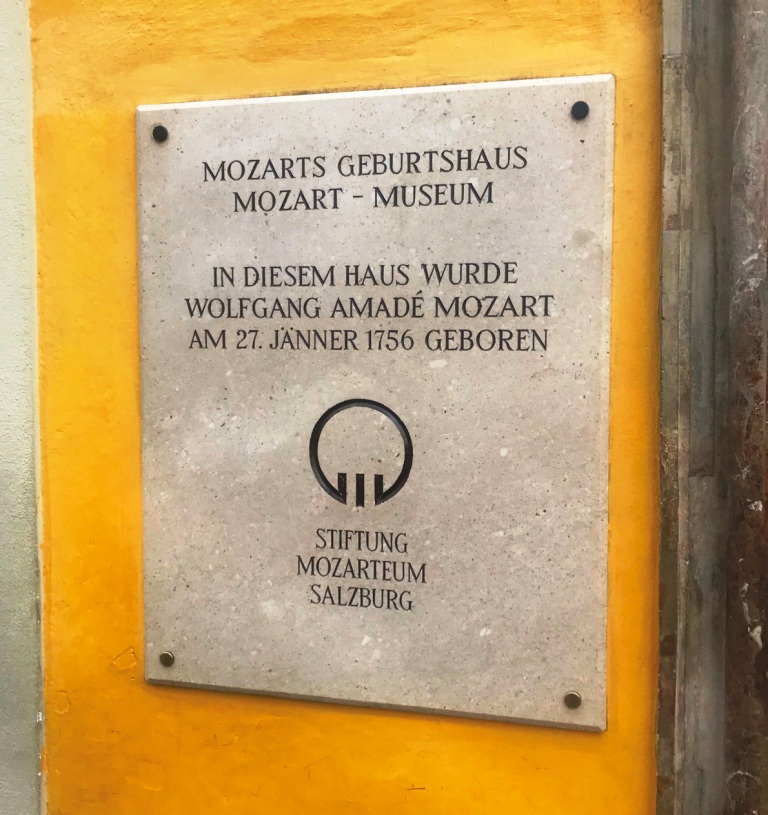 MOZARTS GEBURTSHAUS
MOZART - MUSEUM
IN DIESEM HAUS WURDE
WOLFGANG AMADÉ MOZART
AM 27. JÄNNER 1756 GEBOREN
STIFTUNG
MOZARTEUM
SALZBURG